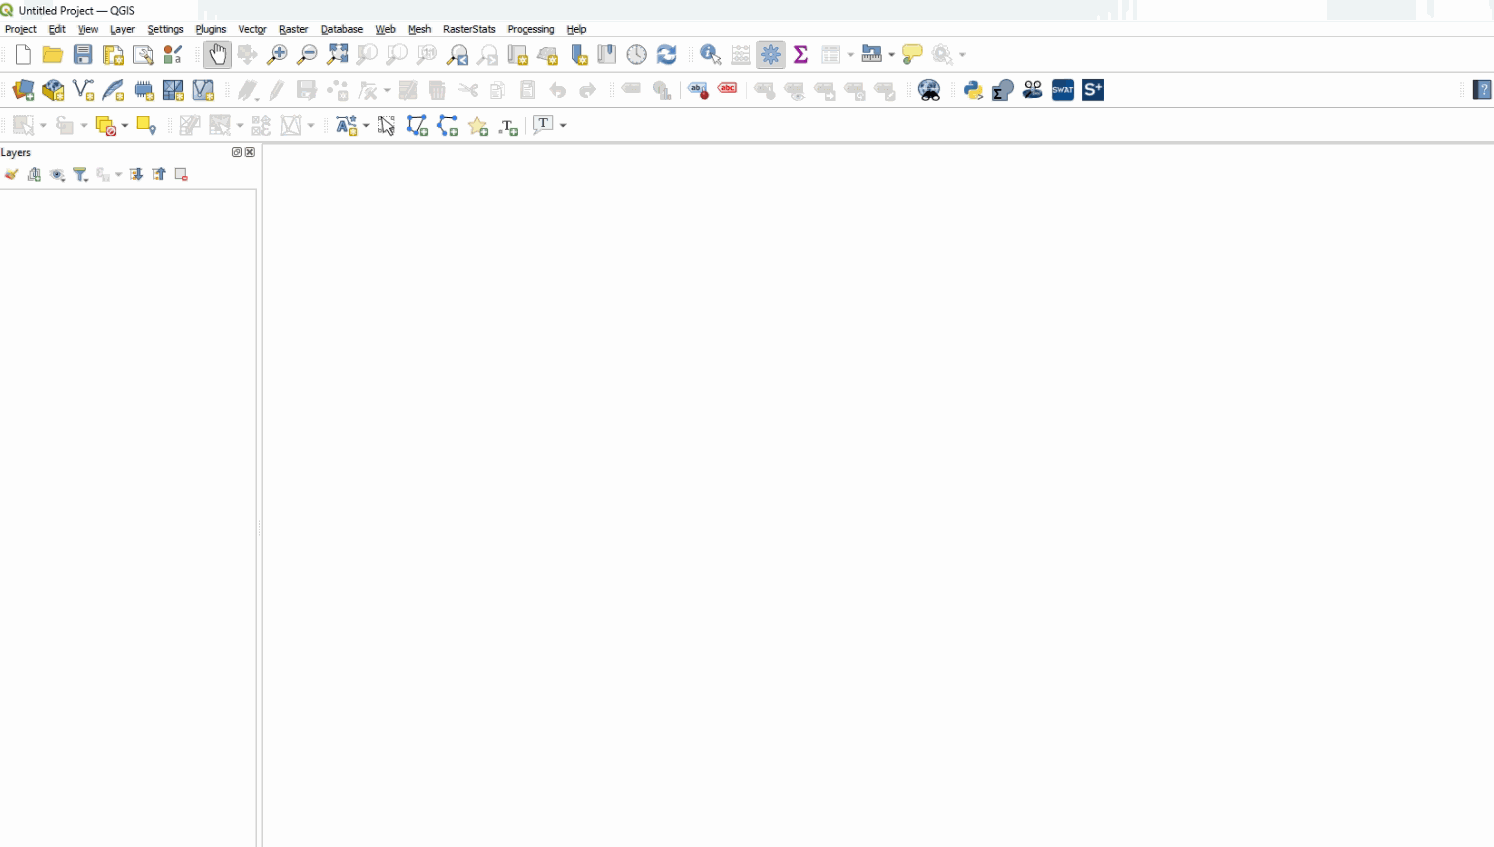 Untitled Project — QGIS
Project Edit View Layer Settings Plugins Vector Raster Database Web Mesh RasterStats Processing Help
SWAT S+
Layers